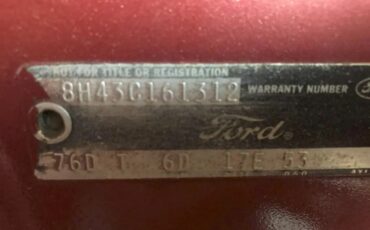 NOT FOR TITLE OR REGISTRATION
8H43C161312 WARRANTY NUMBER
Ford
76D T 6D 17E 53